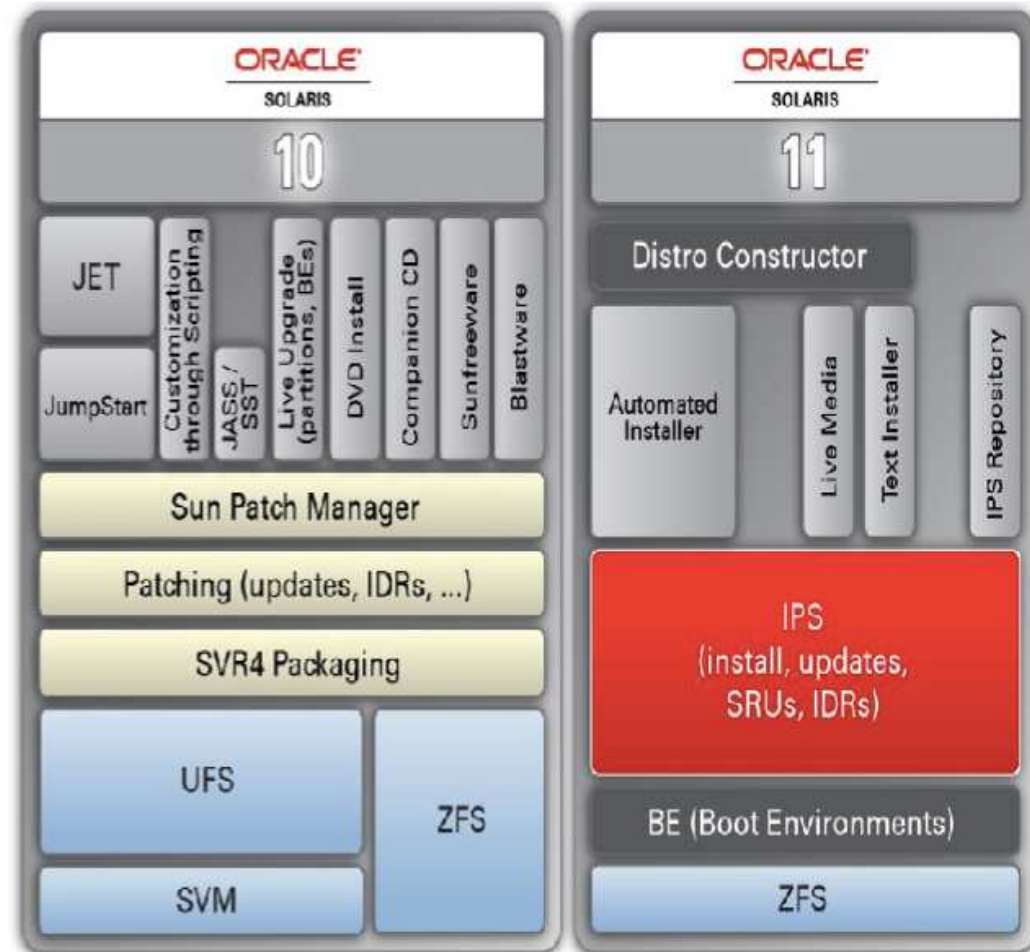 ORACLE'
SOLARIS
10
JET
JumpStart
Customization
through Scripting
JASS /
SST
Live Upgrade
(partitions, BEs)
DVD Install
Companion CD
Sunfreeware
Blastware
Sun Patch Manager
Patching (updates, IDRs, ...)
SVR4 Packaging
UFS
ZFS
SVM
ORACLE'
SOLARIS
11
Distro Constructor
Automated
Installer
Live Media
Text Installer
IPS Repository
IPS
(install, updates,
SRUs, IDRs)
BE (Boot Environments)
ZFS